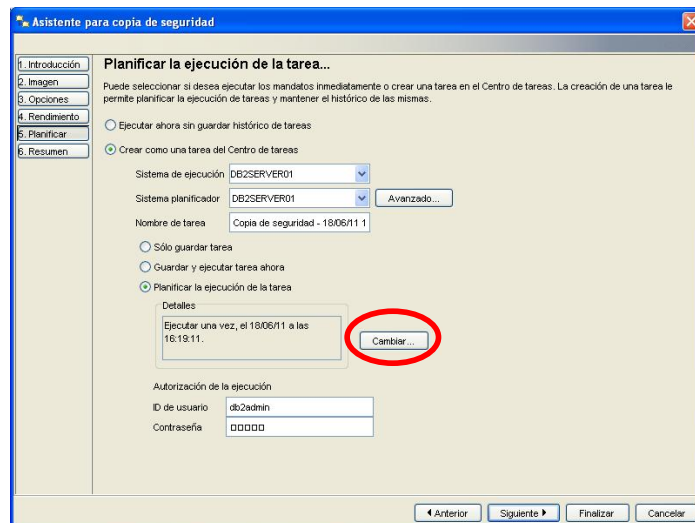 Asistente para copia de seguridad
1. Introducción
2. Imagen
3. Opciones
4. Rendimiento
5. Planificar
6. Resumen
Planificar la ejecución de la tarea...
Puede seleccionar si desea ejecutar los mandatos inmediatamente o crear una tarea en el Centro de tareas. La creación de una tarea le
permite planificar la ejecución de tareas y mantener el histórico de las mismas.
Ejecutar ahora sin guardar histórico de tareas
Crear como una tarea del Centro de tareas
Sistema de ejecución DB2SERVER01
Sistema planificador DB2SERVER01 Avanzado...
Nombre de tarea Copia de seguridad - 18/06/11 1
Sólo guardar tarea
Guardar y ejecutar tarea ahora
Planificar la ejecución de la tarea
Detalles
Ejecutar una vez, el 18/06/11 a las
16:19:11.
Cambiar...
Autorización de la ejecución
ID de usuario db2admin
Contraseña
Anterior Siguiente Finalizar Cancelar